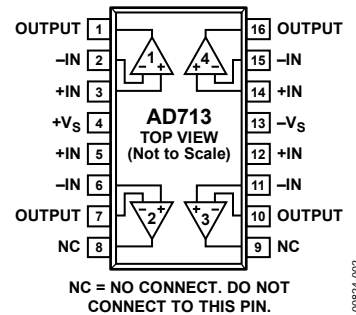 OUTPUT 1 16 OUTPUT
–IN 2 1 4 15 –IN
+IN 3 – + – + 14 +IN
+VS 4 AD713 13 –VS
TOP VIEW
(Not to Scale)
+IN 5 12 +IN
–IN 6 11 –IN
OUTPUT 7 – + 2 – + 3 10 OUTPUT
NC 8 9 NC
NC = NO CONNECT. DO NOT
CONNECT TO THIS PIN.
00824-002